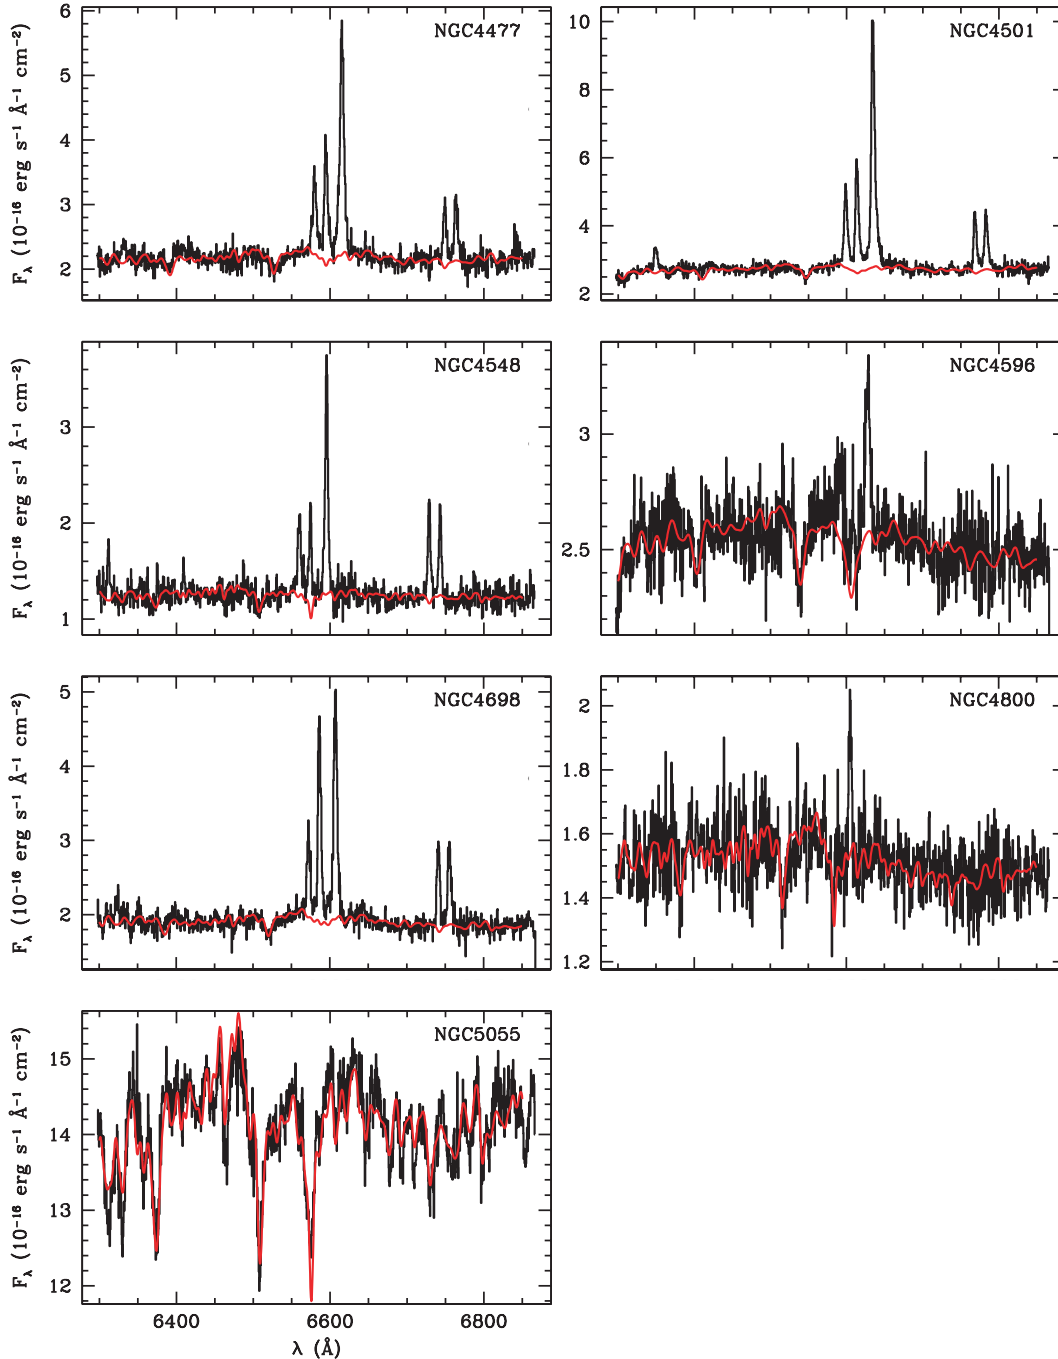 NGC4477
6
5
4
3
2
F_λ (10⁻¹⁶ erg s⁻¹ Å⁻¹ cm⁻²)
NGC4501
10
8
6
4
2
NGC4548
3
2
1
F_λ (10⁻¹⁶ erg s⁻¹ Å⁻¹ cm⁻²)
NGC4596
3
2.5
NGC4698
5
4
3
2
F_λ (10⁻¹⁶ erg s⁻¹ Å⁻¹ cm⁻²)
NGC4800
2
1.8
1.6
1.4
1.2
NGC5055
15
14
13
12
F_λ (10⁻¹⁶ erg s⁻¹ Å⁻¹ cm⁻²)
6400 6600 6800
λ (Å)